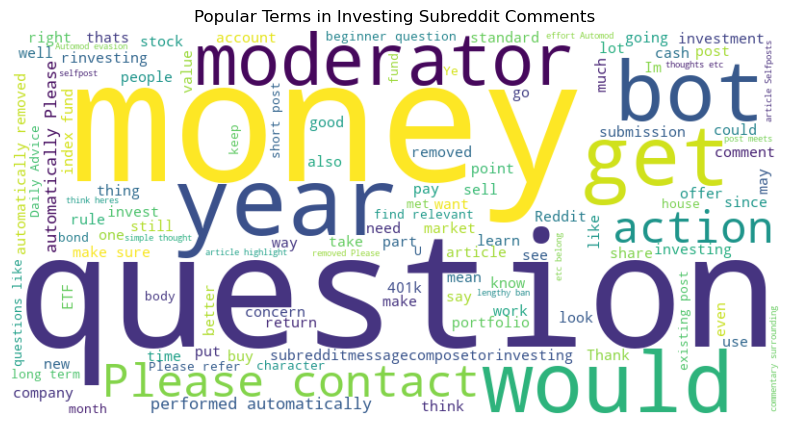 Popular Terms in Investing Subreddit Comments
right
thats
stock
account
beginner question
standard
effort Automod
going
investment
Automod evasion
well
rinvesting
selfpost
people
value
moderator
fund
Ye
go
much
lot
Im
cash
post
thoughts etc
article Selfposts
automatically removed
Daily Advice
index fund
automatically Please
money
keep
short post
good
also
removed
point
get
bot
submission
could
comment
post meets
thing
think heres
rule
invest
still
year
met
want
pay
sell
find relevant
need
market
Reddit
offer
house
since
may
like
action
bond
one
simple thought
make sure
article highlight
way
take
removed Please
part
U
article
learn
see
etc belong
share
investing
questions like
ETF
question
body
better
concern
return
401k
make
mean
say
know
lengthy ban
work
portfolio
look
existing post
even
use
commentary surrounding
new
time
put
buy
subredditmessagecomposetorinvesting
Thank
long term
Please refer
character
company
Please contact
would
month
performed automatically
think